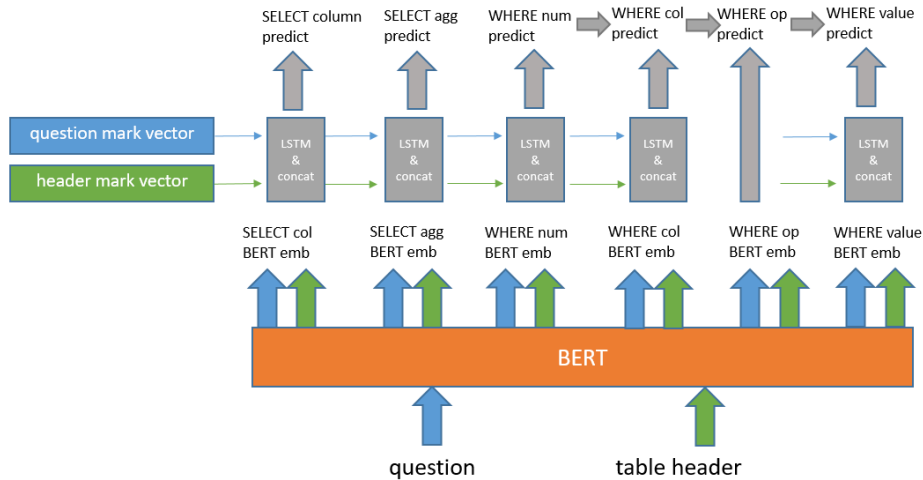 SELECT column
predict
SELECT agg
predict
WHERE num
predict
WHERE col
predict
WHERE op
predict
WHERE value
predict
question mark vector
header mark vector
LSTM
&
concat
LSTM
&
concat
LSTM
&
concat
LSTM
&
concat
LSTM
&
concat
SELECT col
BERT emb
SELECT agg
BERT emb
WHERE num
BERT emb
WHERE col
BERT emb
WHERE op
BERT emb
WHERE value
BERT emb
BERT
question
table header